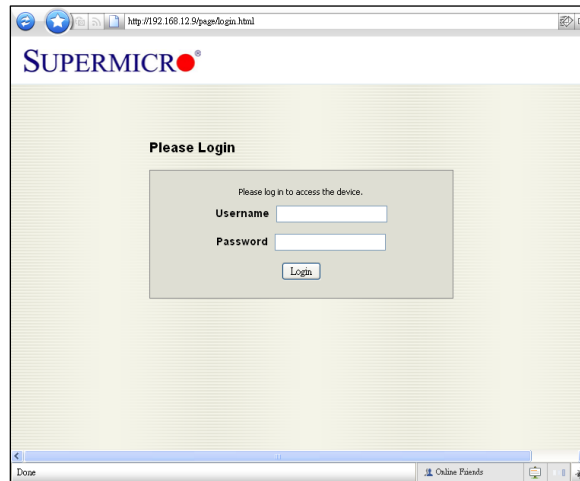 http://192.168.12.9/page/login.html
SUPERMICRO®
Please Login
Please log in to access the device.
Username
Password
Login
Done
Online Friends